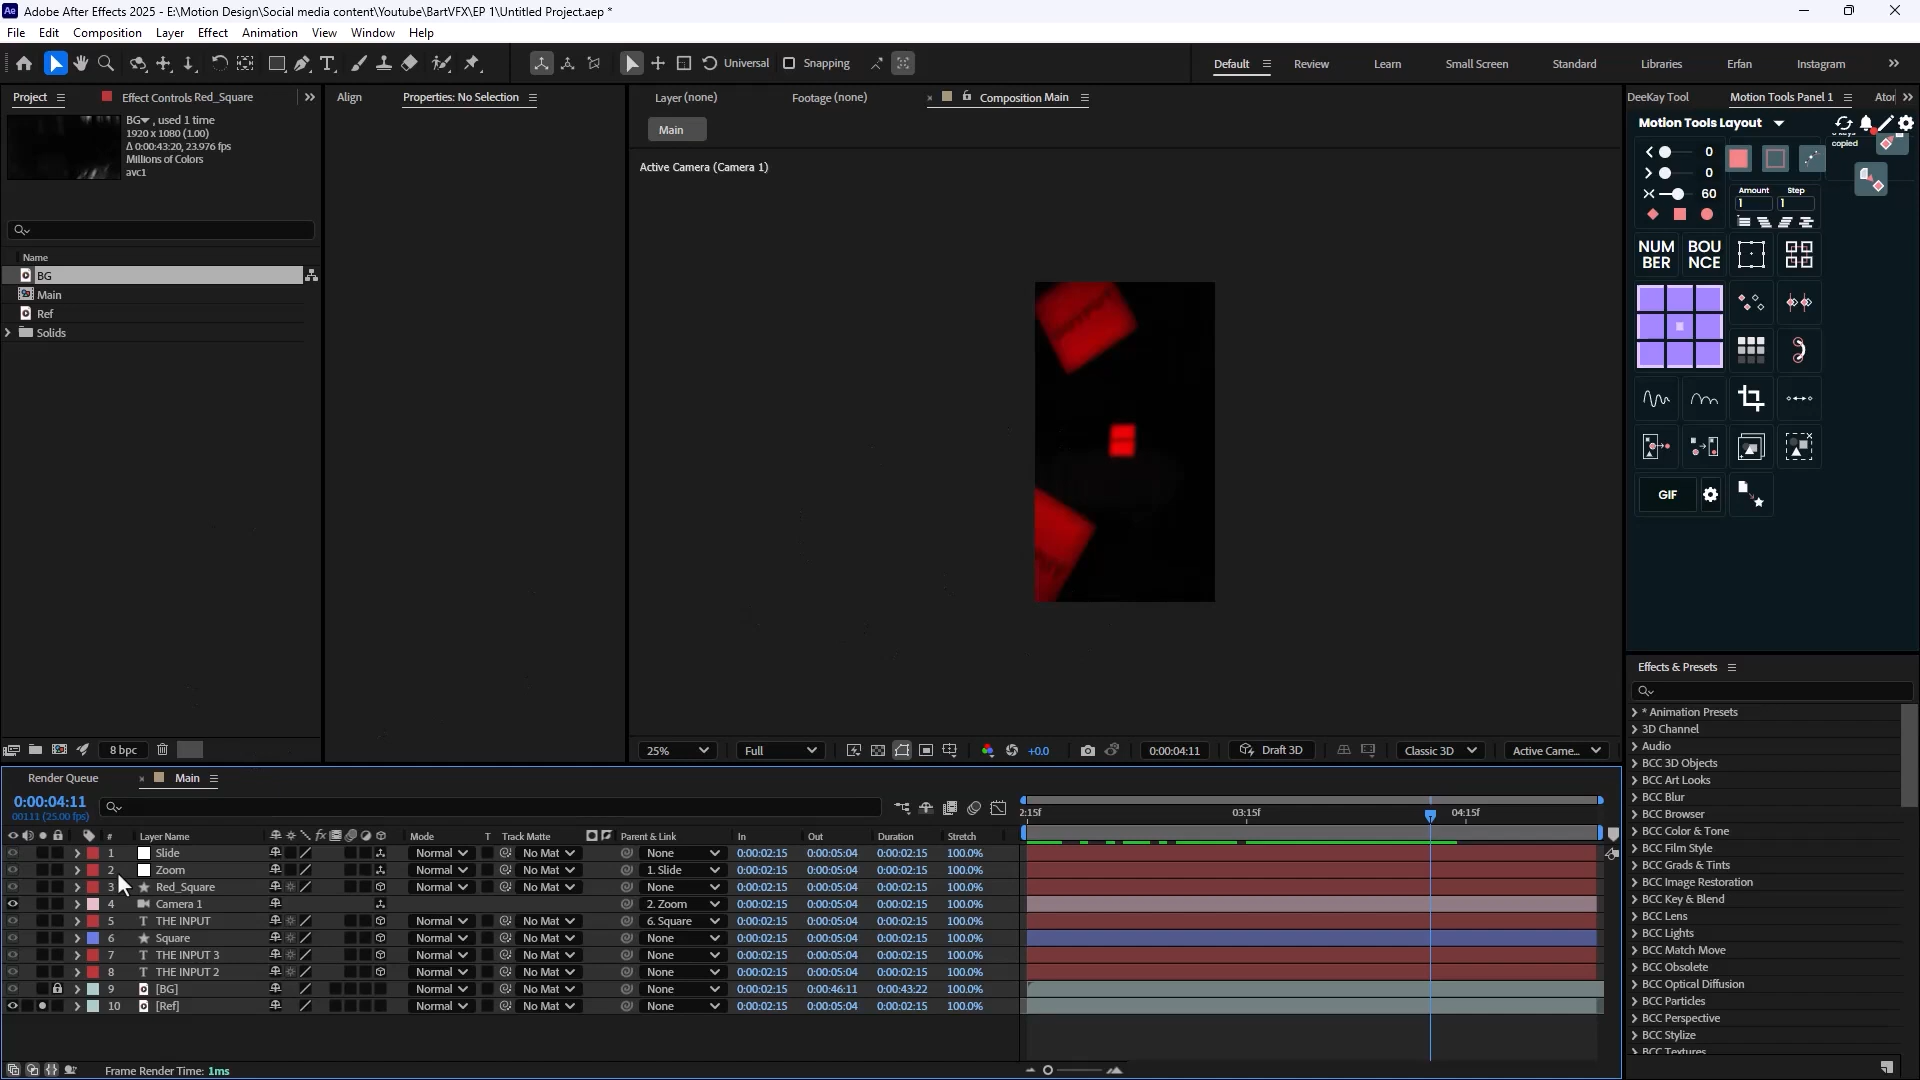 Ae Adobe After Effects 2025 - E:\Motion Design\Social media content\Youtube\BartVFX\EP 1\Untitled Project.aep *
File Edit Composition Layer Effect Animation View Window Help
Universal Snapping Default Review Learn Small Screen Standard Libraries Erfan Instagram
Project Effect Controls Red_Square Align Properties: No Selection Layer (none) Footage (none) Composition Main DeeKay Tool Motion Tools Panel 1
BG , used 1 time
1920 x 1080 (1.00)
Δ 0:00:43:20, 23.976 fps
Millions of Colors
avc1
Main
Active Camera (Camera 1)
Motion Tools Layout
copied
0
0
60
Amount Step
1 1
NUM BER BOU NCE
GIF
Name
BG
Main
Ref
Solids
8 bpc
25% Full +0.0 0:00:04:11 Draft 3D Classic 3D Active Came...
Effects & Presets
* Animation Presets
3D Channel
Audio
BCC 3D Objects
BCC Art Looks
BCC Blur
BCC Browser
BCC Color & Tone
BCC Film Style
BCC Grads & Tints
BCC Image Restoration
BCC Key & Blend
BCC Lens
BCC Lights
BCC Match Move
BCC Obsolete
BCC Optical Diffusion
BCC Particles
BCC Perspective
BCC Stylize
BCC Textures
Render Queue Main
0:00:04:11
00111 (25.00 fps)
2:15f 03:15f 04:15f
# Layer Name Mode T Track Matte Parent & Link In Out Duration Stretch
1 Slide Normal No Mat None 0:00:02:15 0:00:05:04 0:00:02:15 100.0%
2 Zoom Normal No Mat 1. Slide 0:00:02:15 0:00:05:04 0:00:02:15 100.0%
3 Red_Square Normal No Mat None 0:00:02:15 0:00:05:04 0:00:02:15 100.0%
4 Camera 1 2. Zoom 0:00:02:15 0:00:05:04 0:00:02:15 100.0%
5 T THE INPUT Normal No Mat 6. Square 0:00:02:15 0:00:05:04 0:00:02:15 100.0%
6 Square Normal No Mat None 0:00:02:15 0:00:05:04 0:00:02:15 100.0%
7 T THE INPUT 3 Normal No Mat None 0:00:02:15 0:00:05:04 0:00:02:15 100.0%
8 T THE INPUT 2 Normal No Mat None 0:00:02:15 0:00:05:04 0:00:02:15 100.0%
9 [BG] Normal No Mat None 0:00:02:15 0:00:46:11 0:00:43:22 100.0%
10 [Ref] Normal No Mat None 0:00:02:15 0:00:05:04 0:00:02:15 100.0%
Frame Render Time: 1ms